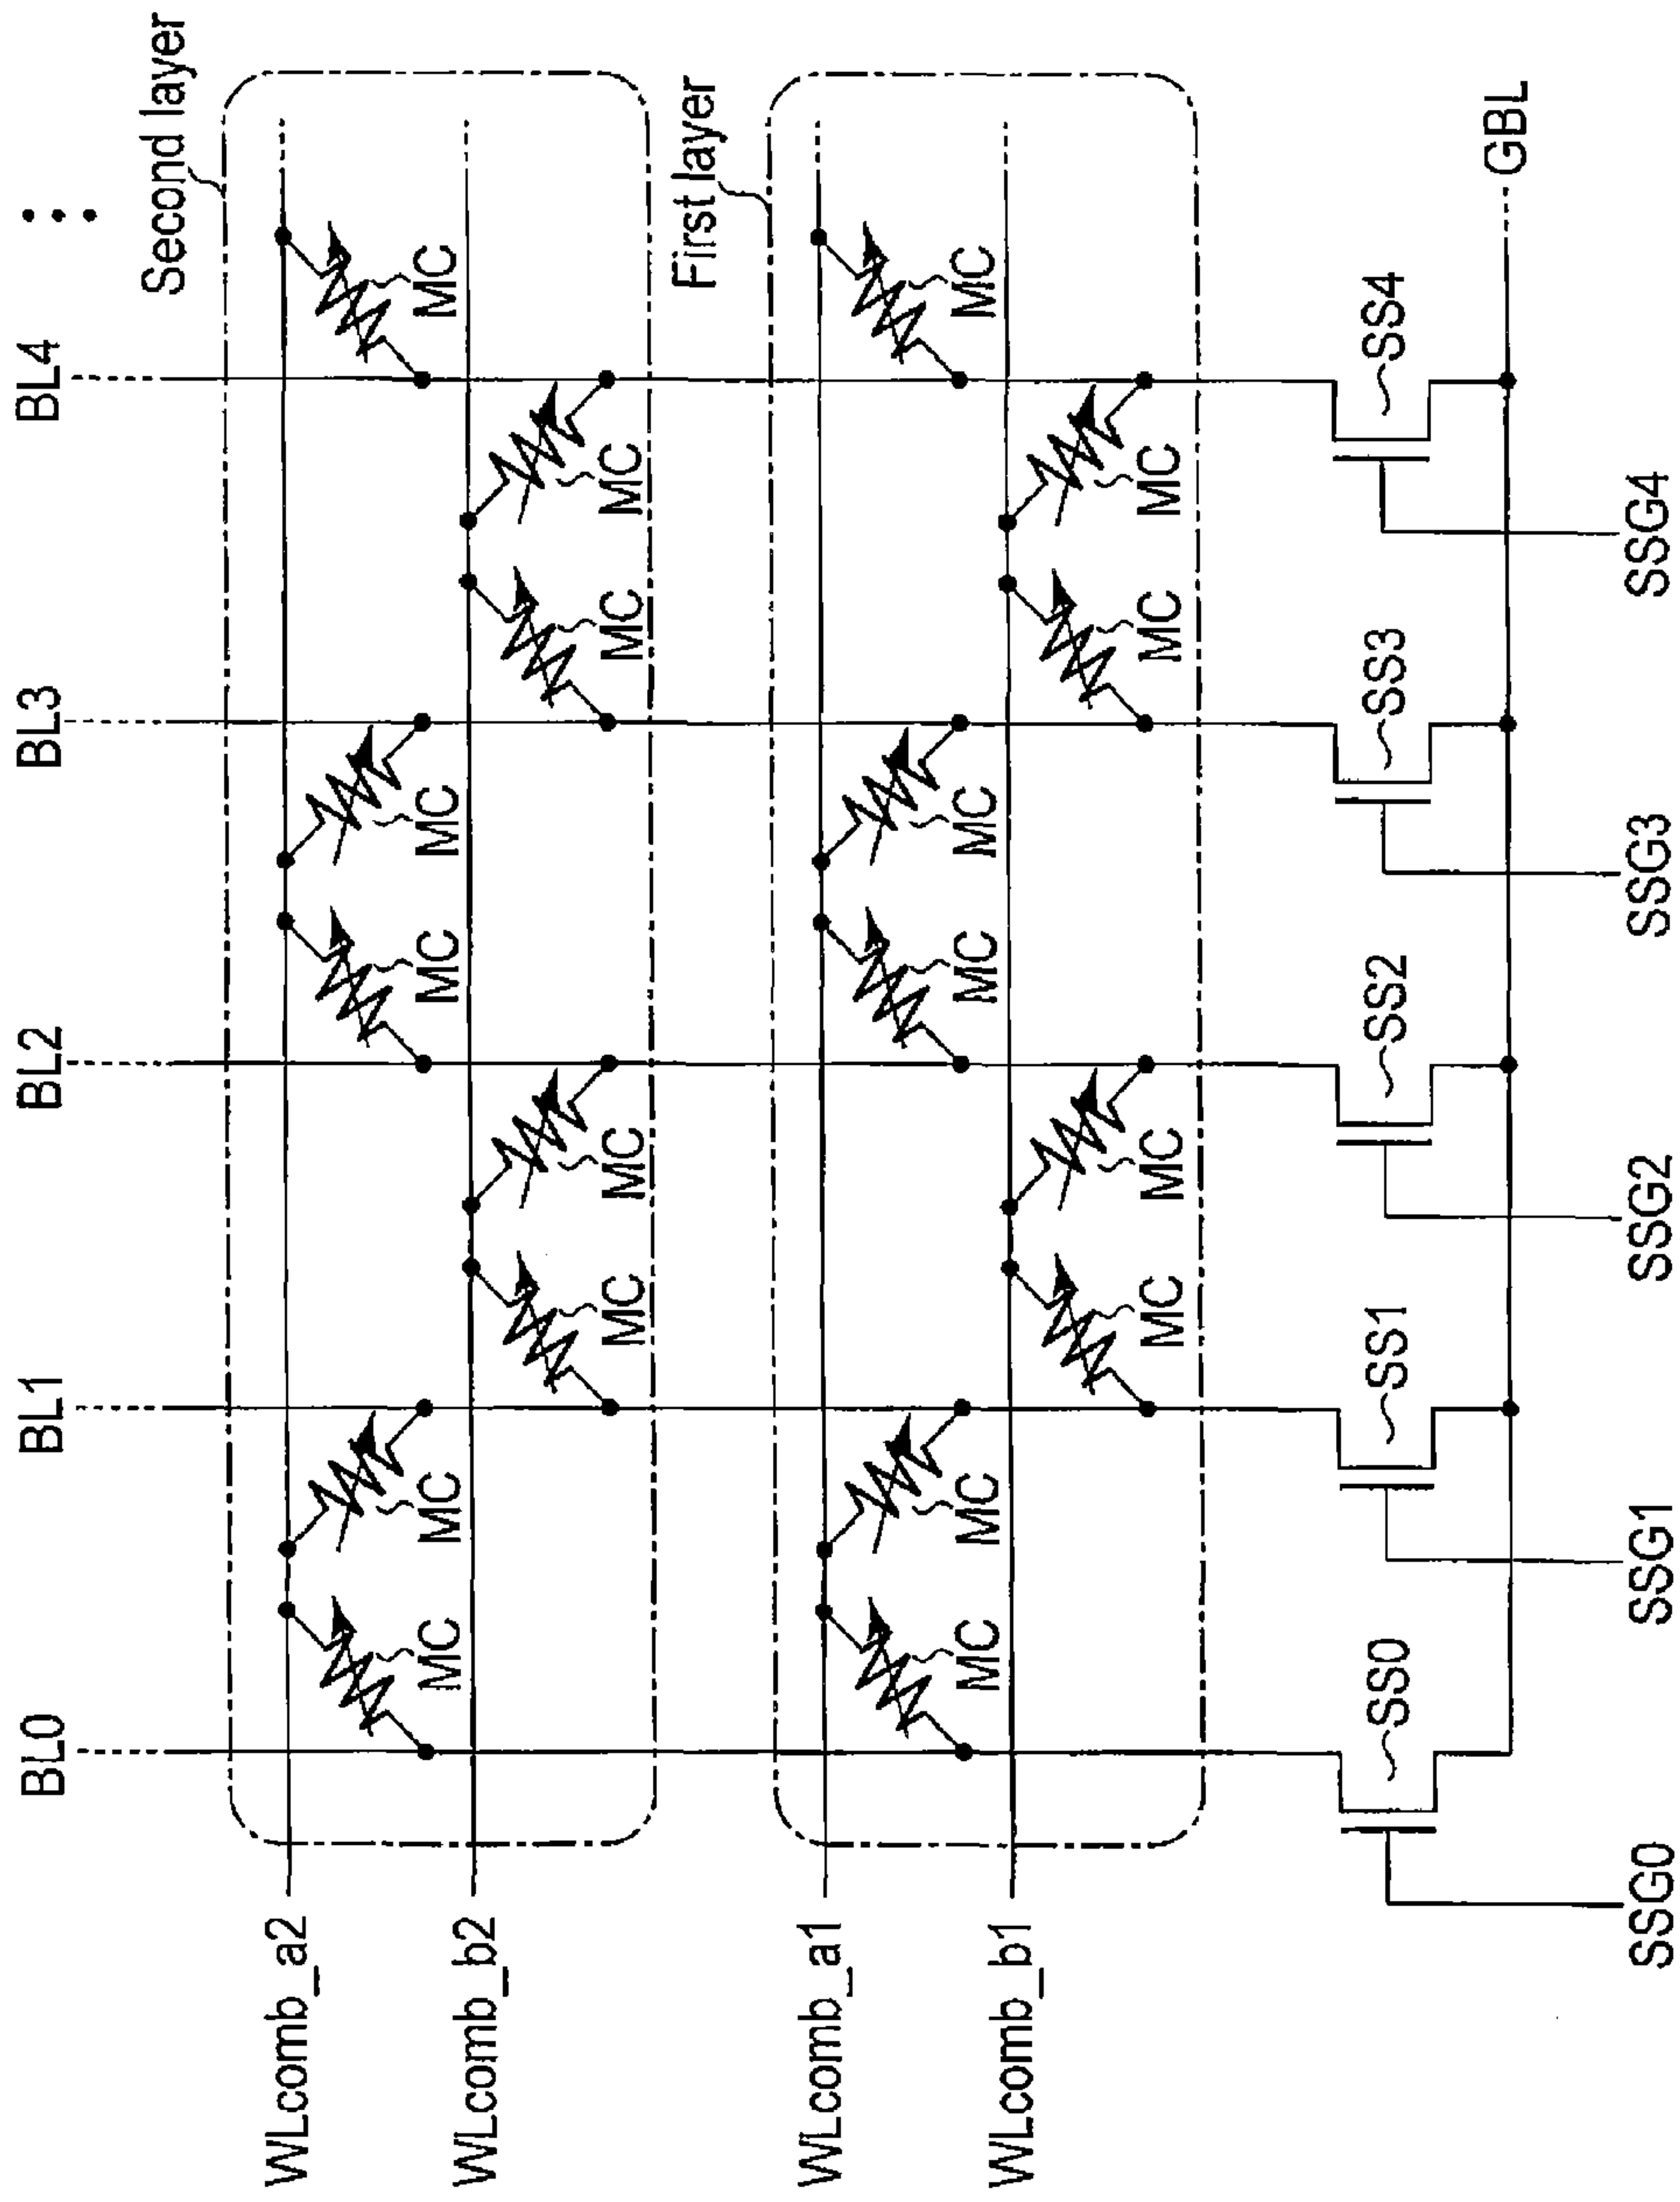 BL0 BL1 BL2 BL3 BL4
Second layer
WLcomb_a2
MC MC MC MC MC
WLcomb_b2
MC MC MC MC
First layer
WLcomb_a1
MC MC MC MC MC
WLcomb_b1
MC MC MC MC
SS0 SS1 SS2 SS3 SS4
GBL
SSG0 SSG1 SSG2 SSG3 SSG4